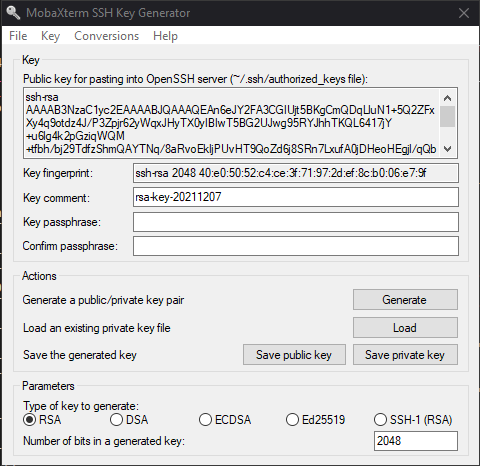 MobaXterm SSH Key Generator
File Key Conversions Help
Key
Public key for pasting into OpenSSH server (~/.ssh/authorized_keys file):
ssh-rsa
AAAAB3NzaC1yc2EAAAABJQAAAQEAn6eJY2FA3CGIUjt5BKgCmQDqLluN1+5Q2ZFx
Xy4q9otdz4J/P3Zpjr62yWqxJHyTX0yIBlwT5BG2UJwg95RYJhhTKQL6417jY
+u6lg4k2pGziqWQM
+tfbh/bj29TdfzShmQAYTNq/8aRvoEkIjPUvHT9QoZd6j8SRn7LxufA0jDHeoHEgjI/qQb
Key fingerprint: ssh-rsa 2048 40:e0:50:52:c4:ce:3f:71:97:2d:ef:8c:b0:06:e7:9f
Key comment: rsa-key-20211207
Key passphrase:
Confirm passphrase:
Actions
Generate a public/private key pair Generate
Load an existing private key file Load
Save the generated key Save public key Save private key
Parameters
Type of key to generate:
RSA DSA ECDSA Ed25519 SSH-1 (RSA)
Number of bits in a generated key: 2048